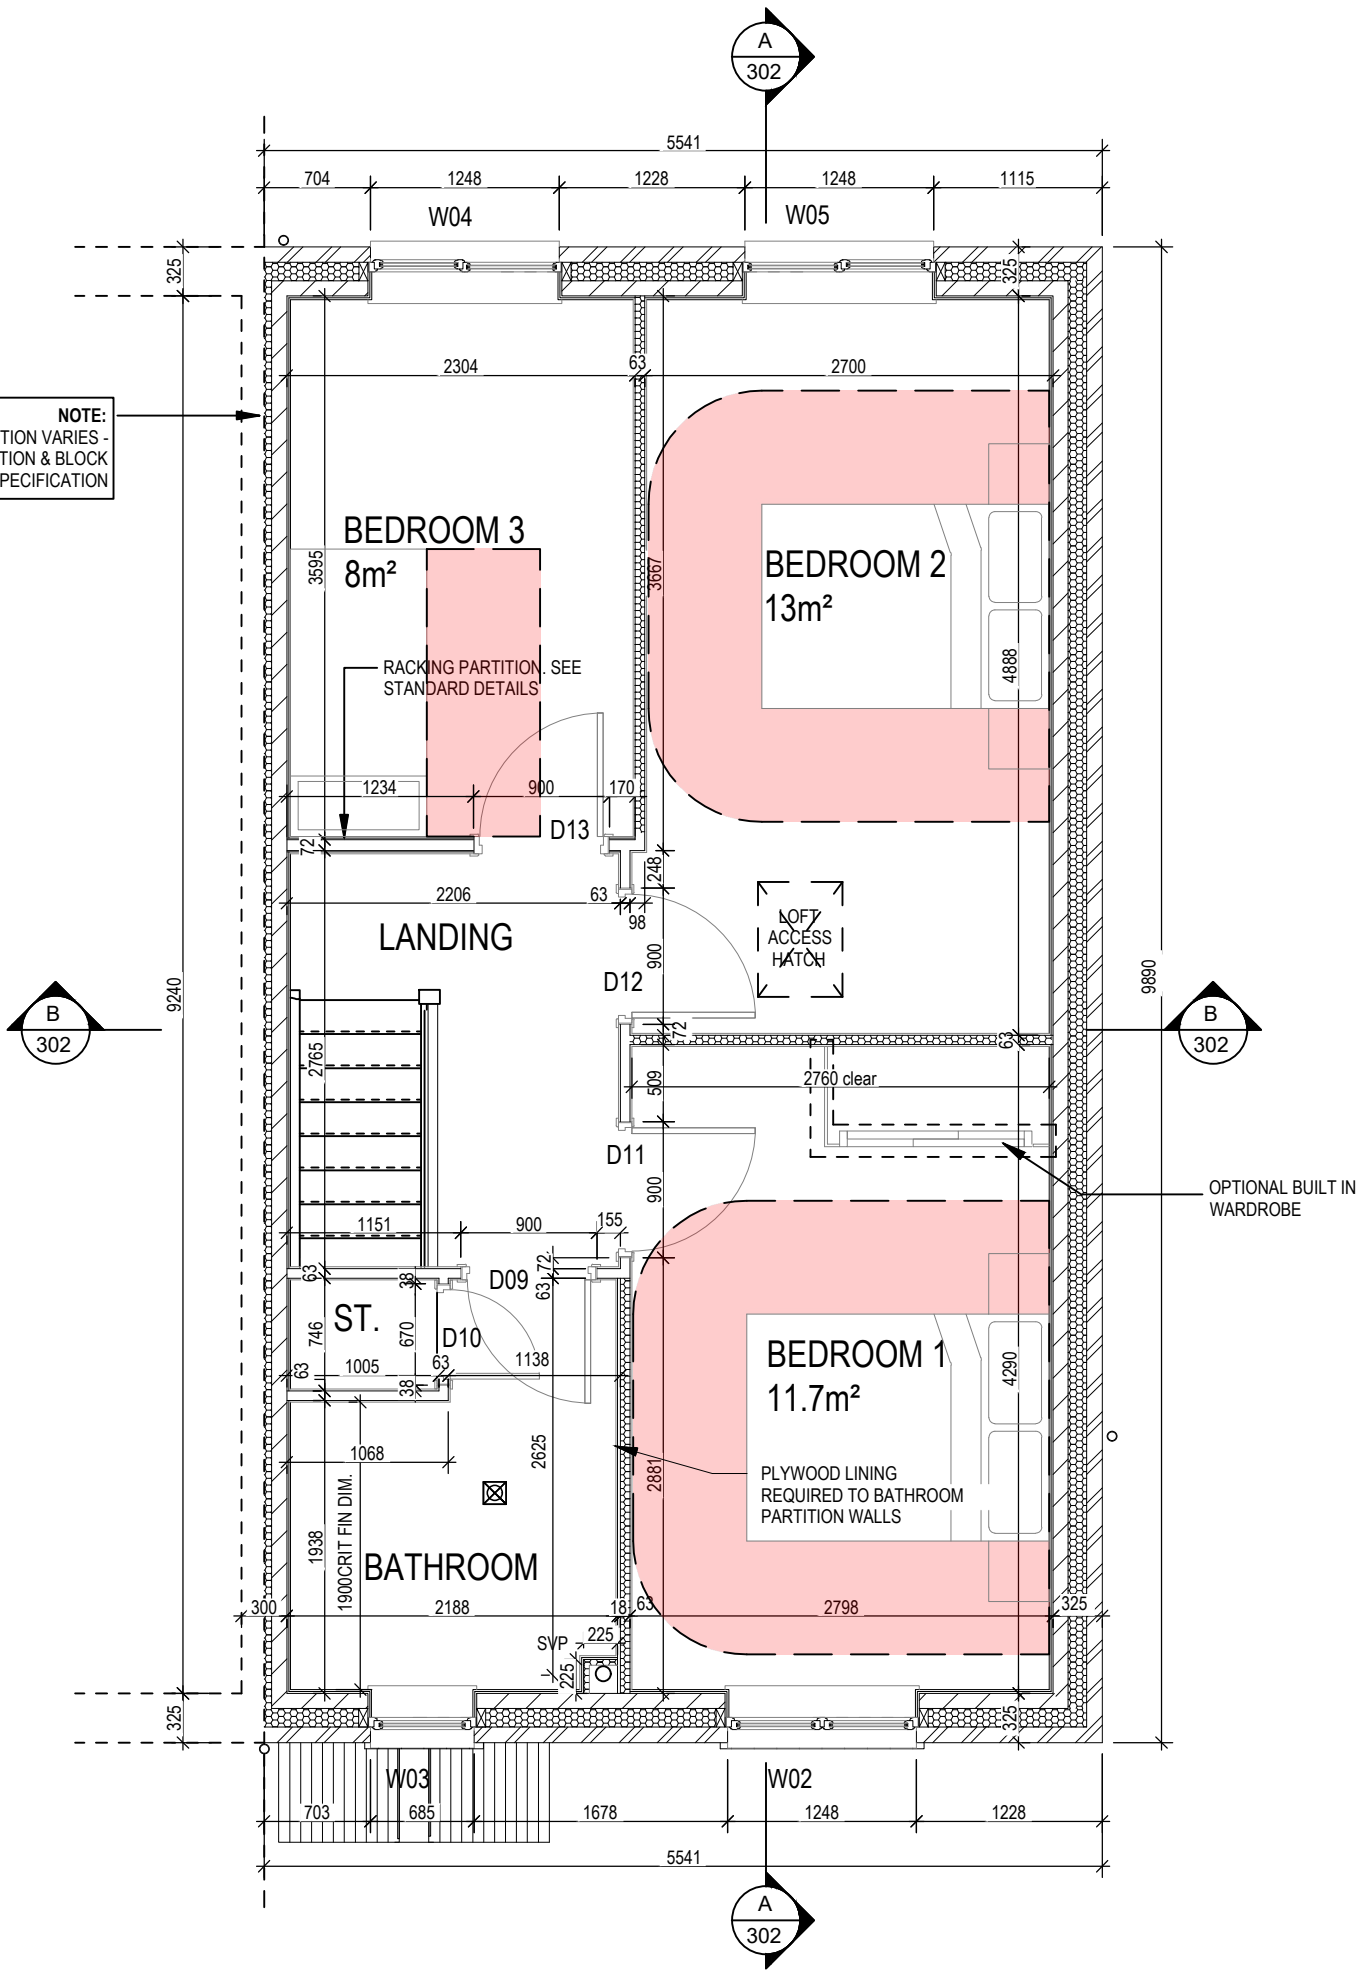 A
302
5541
704 1248 1228 1248 1115
W04 W05
325 325
2304 63 2700
NOTE:
TION VARIES -
TION & BLOCK
PECIFICATION
BEDROOM 3
8m²
3595
3667
BEDROOM 2
13m²
4888
RACKING PARTITION. SEE
STANDARD DETAILS
1234 900 170
D13
72
248
2206 63
98
LANDING
LOFT
ACCESS
HATCH
900
D12
9240
9890
B
302
B
302
72
63
2765
509
2760 clear
D11
900
OPTIONAL BUILT IN
WARDROBE
1151 900 155
72
63
38
D09
63
ST.
746
670
D10
63
1005 63 1138
38
BEDROOM 1
11.7m²
4290
1068
2625
2881
PLYWOOD LINING
REQUIRED TO BATHROOM
PARTITION WALLS
1938
1900CRIT FIN DIM.
BATHROOM
300 2188 18 63 2798 325
SVP 225
225
325 325
W03 W02
703 685 1678 1248 1228
5541
A
302